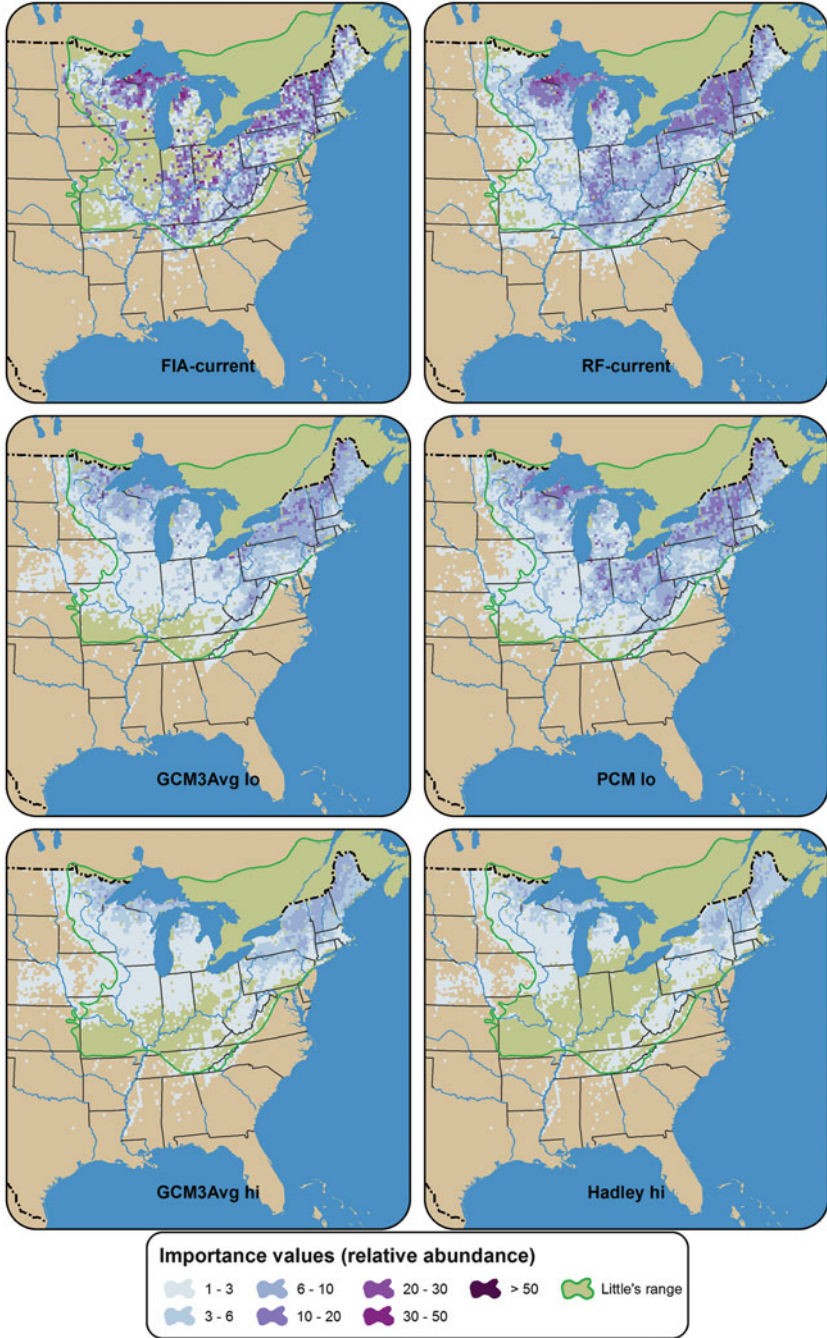 FIA-current
RF-current
GCM3Avg lo
PCM lo
GCM3Avg hi
Hadley hi
Importance values (relative abundance)
1 - 3
6 - 10
20 - 30
> 50
Little's range
3 - 6
10 - 20
30 - 50